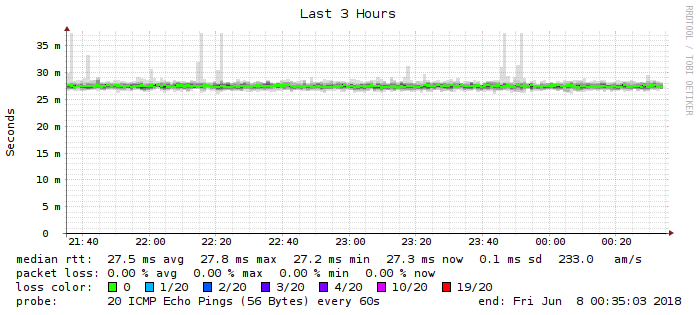 Last 3 Hours
RRDTOOL / TOBI OETIKER
Seconds
35 m
30 m
25 m
20 m
15 m
10 m
5 m
0
21:40 22:00 22:20 22:40 23:00 23:20 23:40 00:00 00:20
median rtt: 27.5 ms avg 27.8 ms max 27.2 ms min 27.3 ms now 0.1 ms sd 233.0 am/s
packet loss: 0.00 % avg 0.00 % max 0.00 % min 0.00 % now
loss color: 0 1/20 2/20 3/20 4/20 10/20 19/20
probe: 20 ICMP Echo Pings (56 Bytes) every 60s end: Fri Jun 8 00:35:03 2018